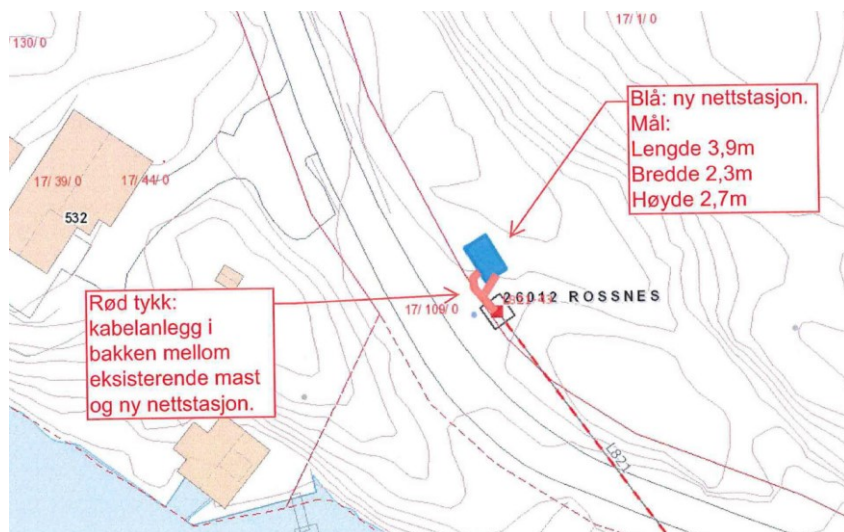 130/0
17/1/0
Blå: ny nettstasjon.
Mål:
Lengde 3,9m
Bredde 2,3m
Høyde 2,7m
17/39/0
17/44/0
532
26012 ROSSNES
17/109/0
Rød tykk:
kabelanlegg i
bakken mellom
eksisterende mast
og ny nettstasjon.
L821